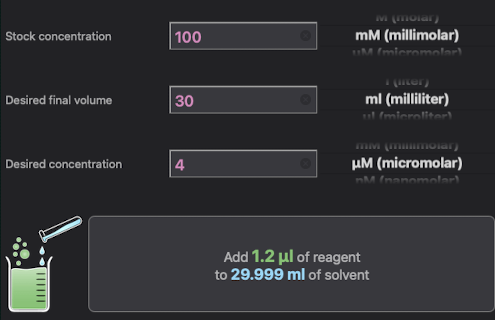 M (molar)
Stock concentration 100 mM (millimolar)
µM (micromolar)
l (liter)
Desired final volume 30 ml (milliliter)
µl (microliter)
mM (millimolar)
Desired concentration 4 µM (micromolar)
nM (nanomolar)
Add 1.2 µl of reagent
to 29.999 ml of solvent